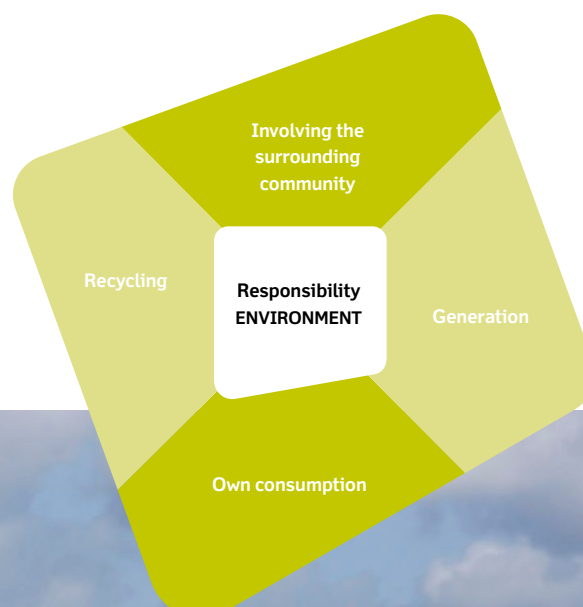 Involving the
surrounding
community
Recycling
Responsibility
ENVIRONMENT
Generation
Own consumption